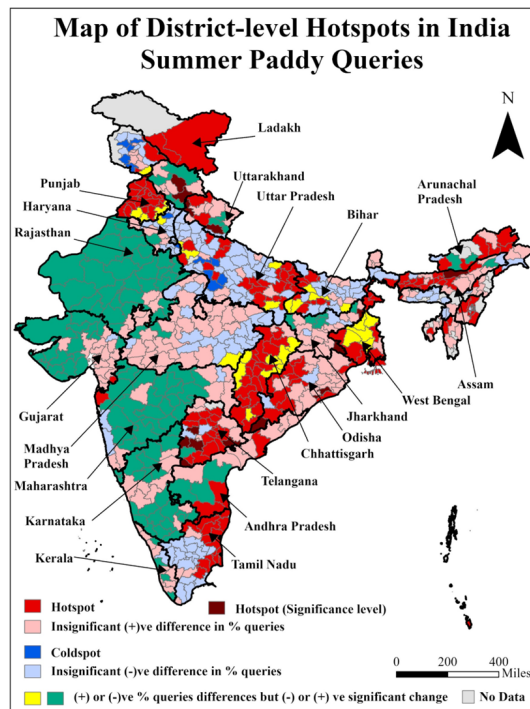 Map of District-level Hotspots in India
Summer Paddy Queries
N
Ladakh
Uttarakhand
Punjab
Uttar Pradesh
Arunachal
Pradesh
Haryana
Bihar
Rajasthan
Assam
West Bengal
Gujarat
Jharkhand
Madhya
Pradesh
Odisha
Chhattisgarh
Maharashtra
Telangana
Karnataka
Andhra Pradesh
Kerala
Tamil Nadu
Hotspot
Hotspot (Significance level)
Insignificant (+)ve difference in % queries
Coldspot
Insignificant (-)ve difference in % queries
0 200 400
Miles
(+) or (-)ve % queries differences but (-) or (+) ve significant change
No Data